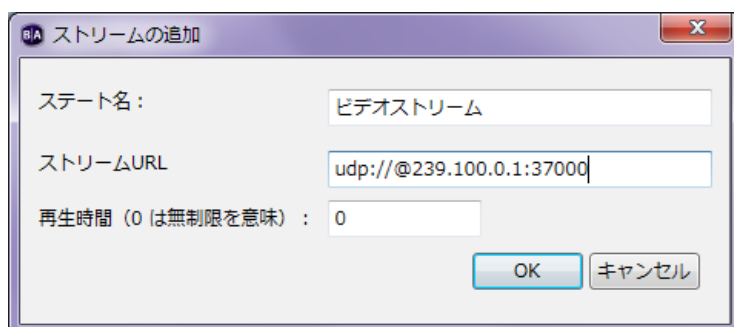 B|A ストリームの追加
ステート名：
ビデオストリーム
ストリームURL
udp://@239.100.0.1:37000
再生時間（0 は無制限を意味）：
0
OK
キャンセル